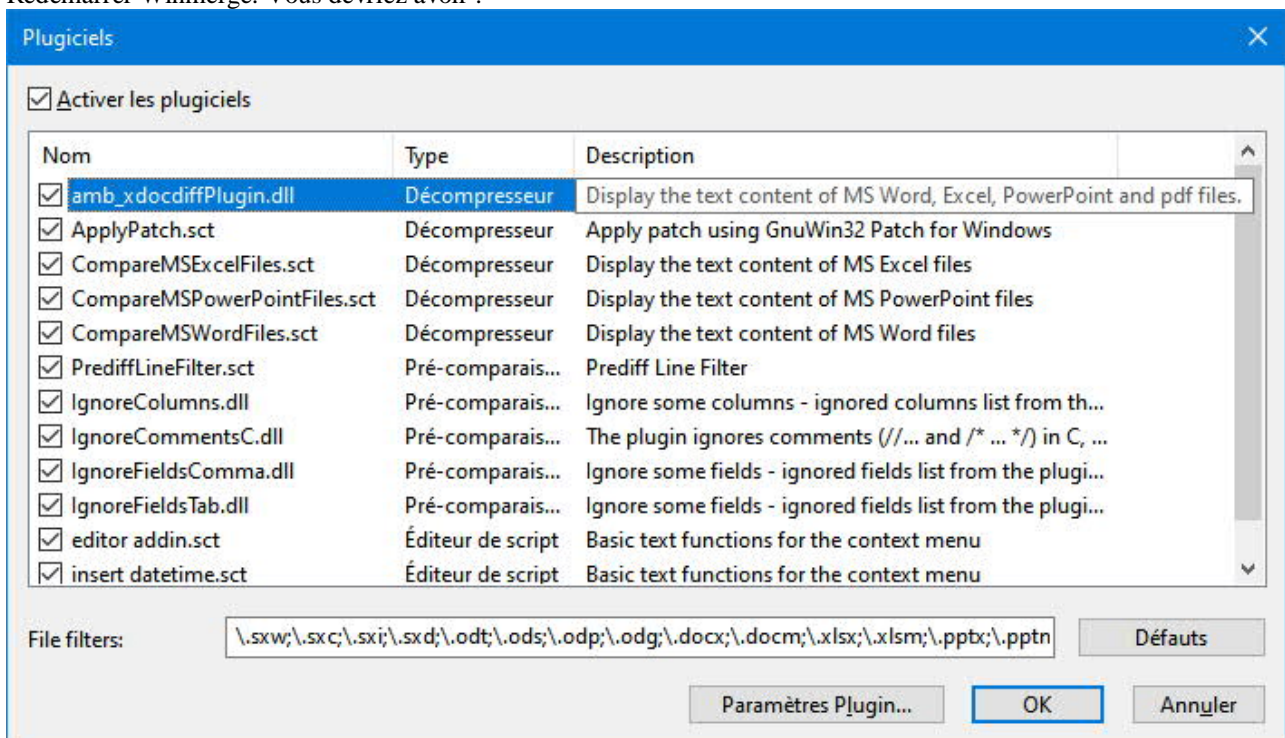 Redémarrer Winmerge. Vous devriez avoir :
Plugiciels
Activer les plugiciels
Nom Type Description
amb_xdocdiffPlugin.dll Décompresseur Display the text content of MS Word, Excel, PowerPoint and pdf files.
ApplyPatch.sct Décompresseur Apply patch using GnuWin32 Patch for Windows
CompareMSExcelFiles.sct Décompresseur Display the text content of MS Excel files
CompareMSPowerPointFiles.sct Décompresseur Display the text content of MS PowerPoint files
CompareMSWordFiles.sct Décompresseur Display the text content of MS Word files
PrediffLineFilter.sct Pré-comparais... Prediff Line Filter
IgnoreColumns.dll Pré-comparais... Ignore some columns - ignored columns list from th...
IgnoreCommentsC.dll Pré-comparais... The plugin ignores comments (//... and /* ... */) in C, ...
IgnoreFieldsComma.dll Pré-comparais... Ignore some fields - ignored fields list from the plugi...
IgnoreFieldsTab.dll Pré-comparais... Ignore some fields - ignored fields list from the plugi...
editor addin.sct Éditeur de script Basic text functions for the context menu
insert datetime.sct Éditeur de script Basic text functions for the context menu
File filters: \.sxw;\.sxc;\.sxi;\.sxd;\.odt;\.ods;\.odp;\.odg;\.docx;\.docm;\.xlsx;\.xlsm;\.pptx;\.pptn Défauts
Paramètres Plugin... OK Annuler